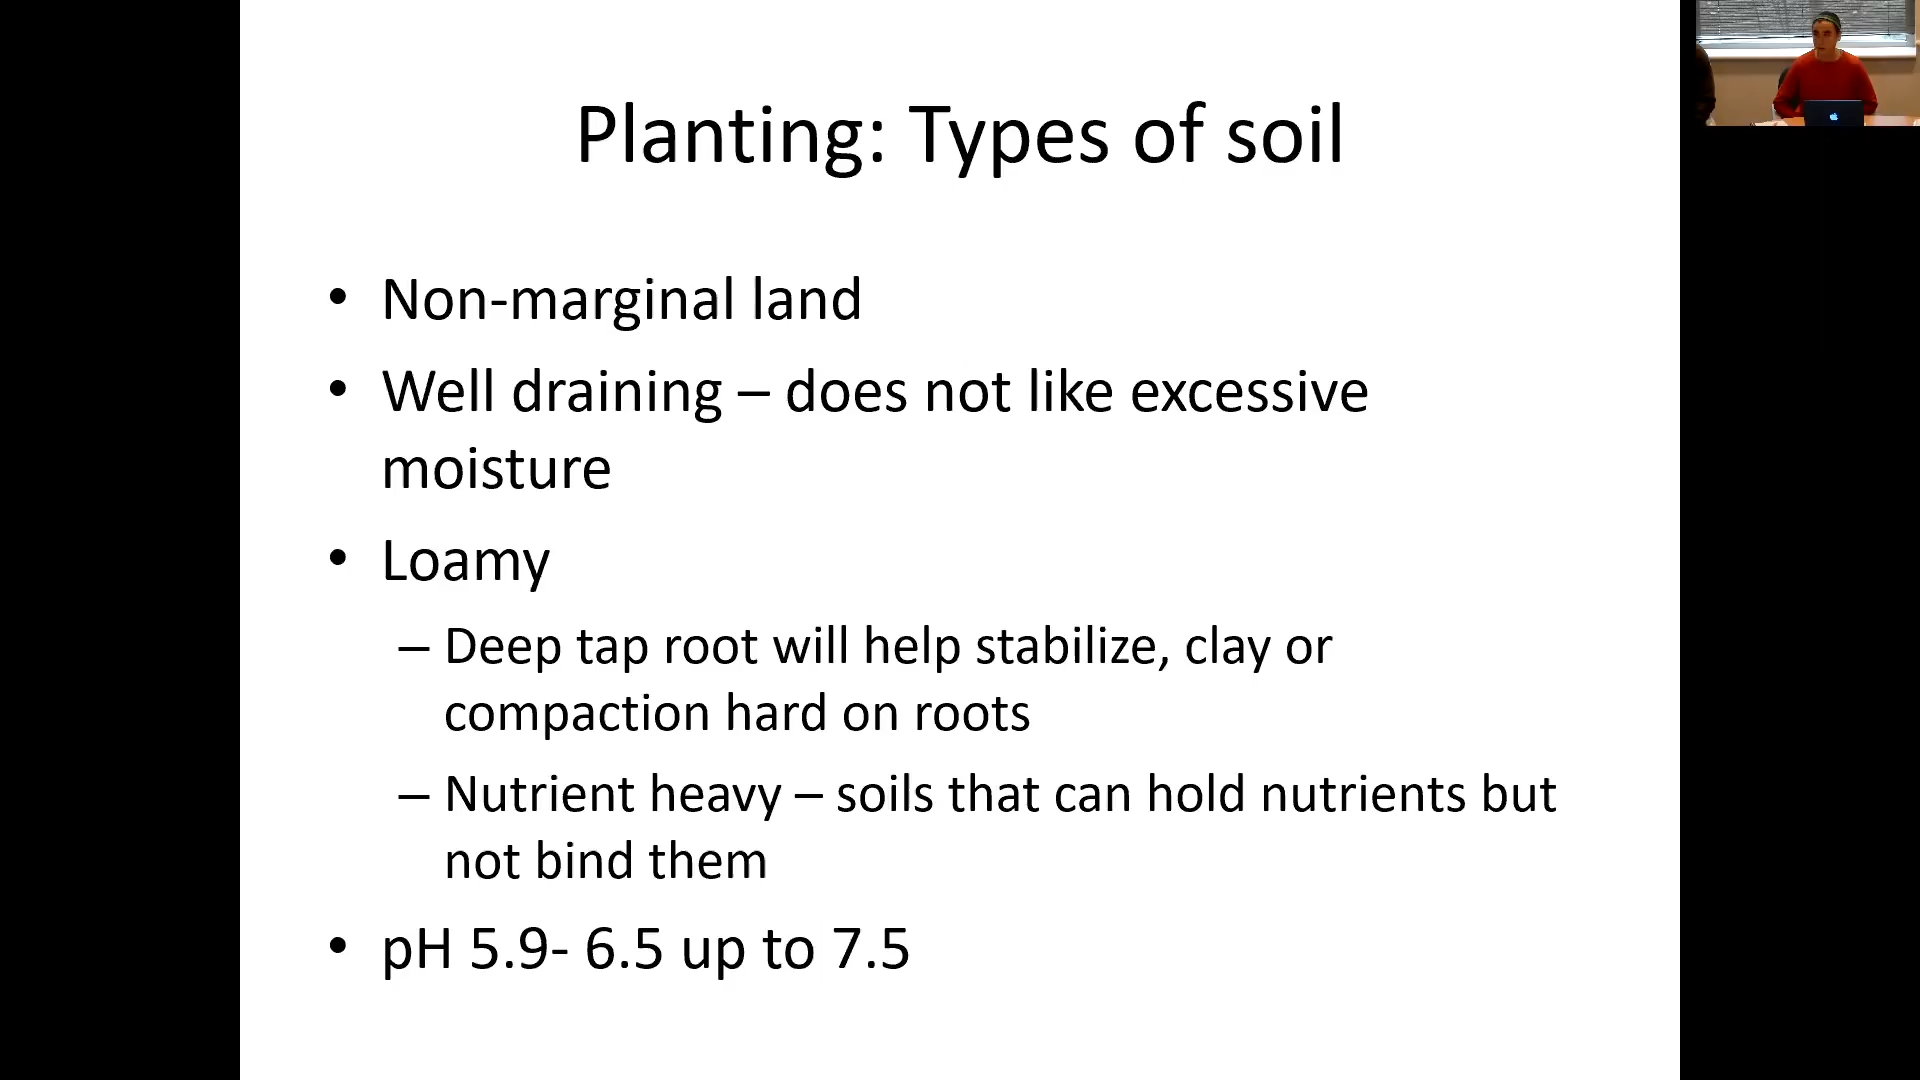 Planting: Types of soil
• Non-marginal land
• Well draining – does not like excessive
moisture
• Loamy
– Deep tap root will help stabilize, clay or
compaction hard on roots
– Nutrient heavy – soils that can hold nutrients but
not bind them
• pH 5.9- 6.5 up to 7.5